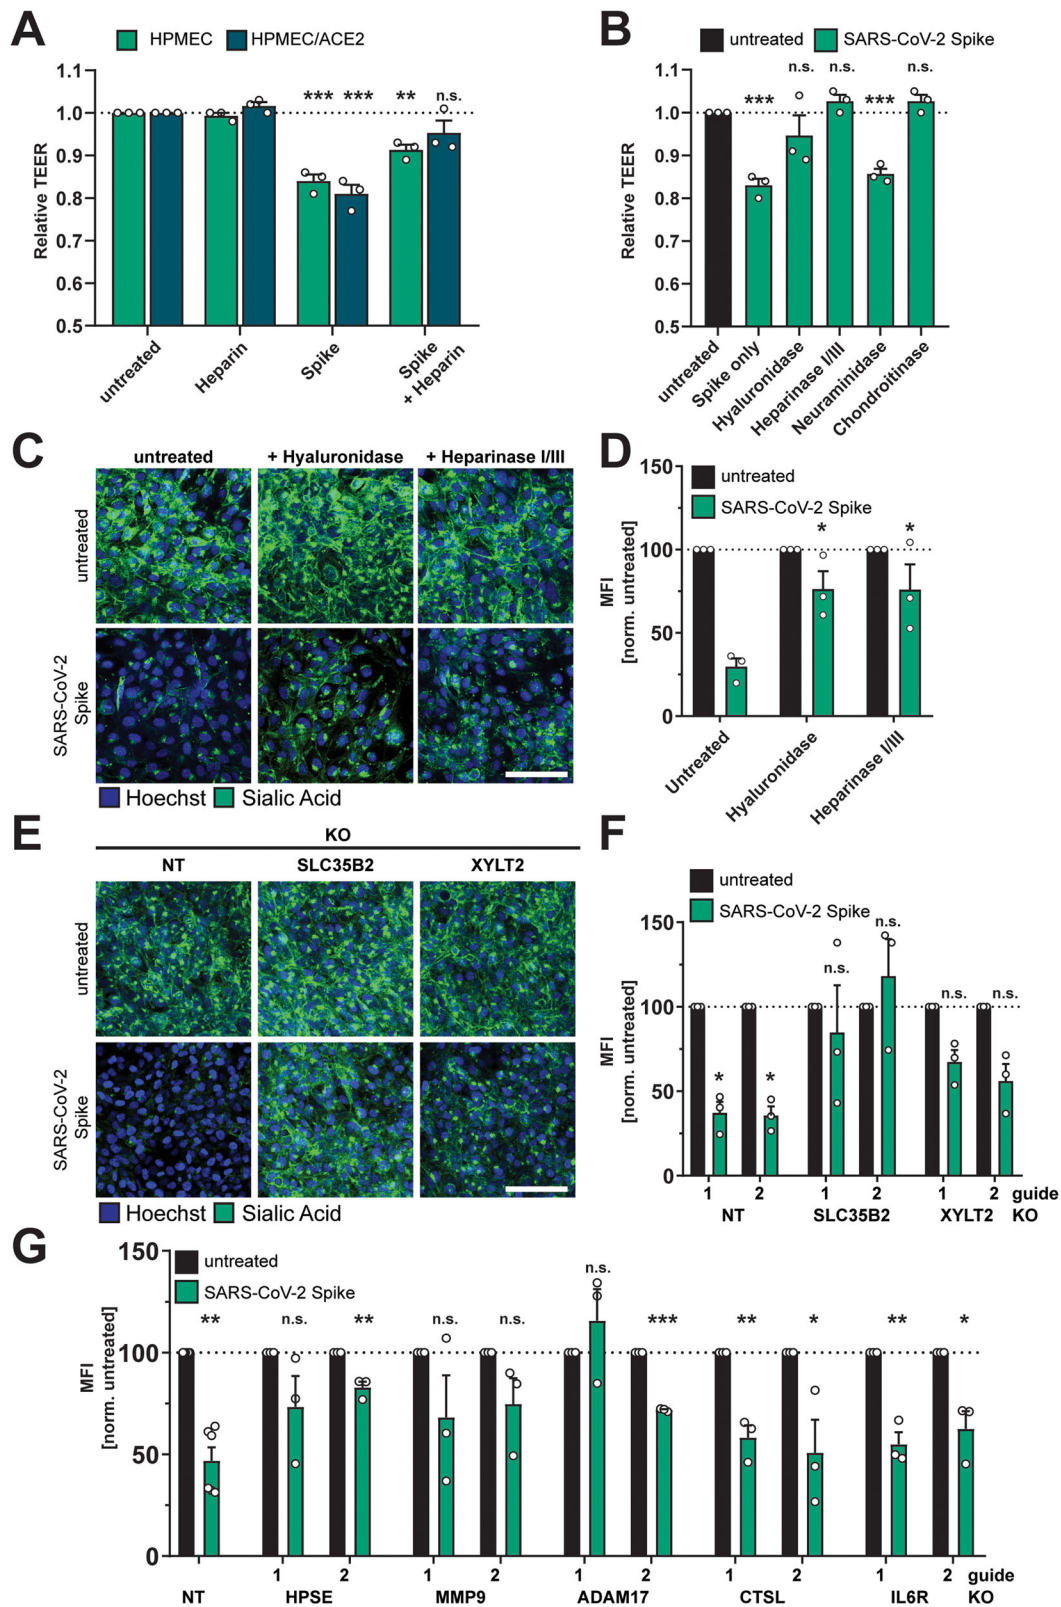 A
HPMEC HPMEC/ACE2
Relative TEER
1.1
1.0
0.9
0.8
0.7
0.6
0.5
*** *** ** n.s.
untreated
Heparin
Spike
Spike
+ Heparin
B
untreated SARS-CoV-2 Spike
Relative TEER
1.1
1.0
0.9
0.8
0.7
0.6
0.5
*** n.s. n.s. *** n.s.
untreated
Spike only
Hyaluronidase
Heparinase I/III
Neuraminidase
Chondroitinase
C
untreated + Hyaluronidase + Heparinase I/III
untreated
SARS-CoV-2
Spike
Hoechst Sialic Acid
D
untreated
SARS-CoV-2 Spike
MFI
[norm. untreated]
150
100
50
0
* *
Untreated
Hyaluronidase
Heparinase I/III
E
KO
NT SLC35B2 XYLT2
untreated
SARS-CoV-2
Spike
Hoechst Sialic Acid
F
untreated
SARS-CoV-2 Spike
MFI
[norm. untreated]
150
100
50
0
* * n.s. n.s. n.s. n.s.
1 2 1 2 1 2 guide
NT SLC35B2 XYLT2 KO
G
untreated
SARS-CoV-2 Spike
MFI
[norm. untreated]
150
100
50
0
** n.s. ** n.s. n.s. n.s. *** ** * ** *
1 2 1 2 1 2 1 2 1 2 guide
NT HPSE MMP9 ADAM17 CTSL IL6R KO